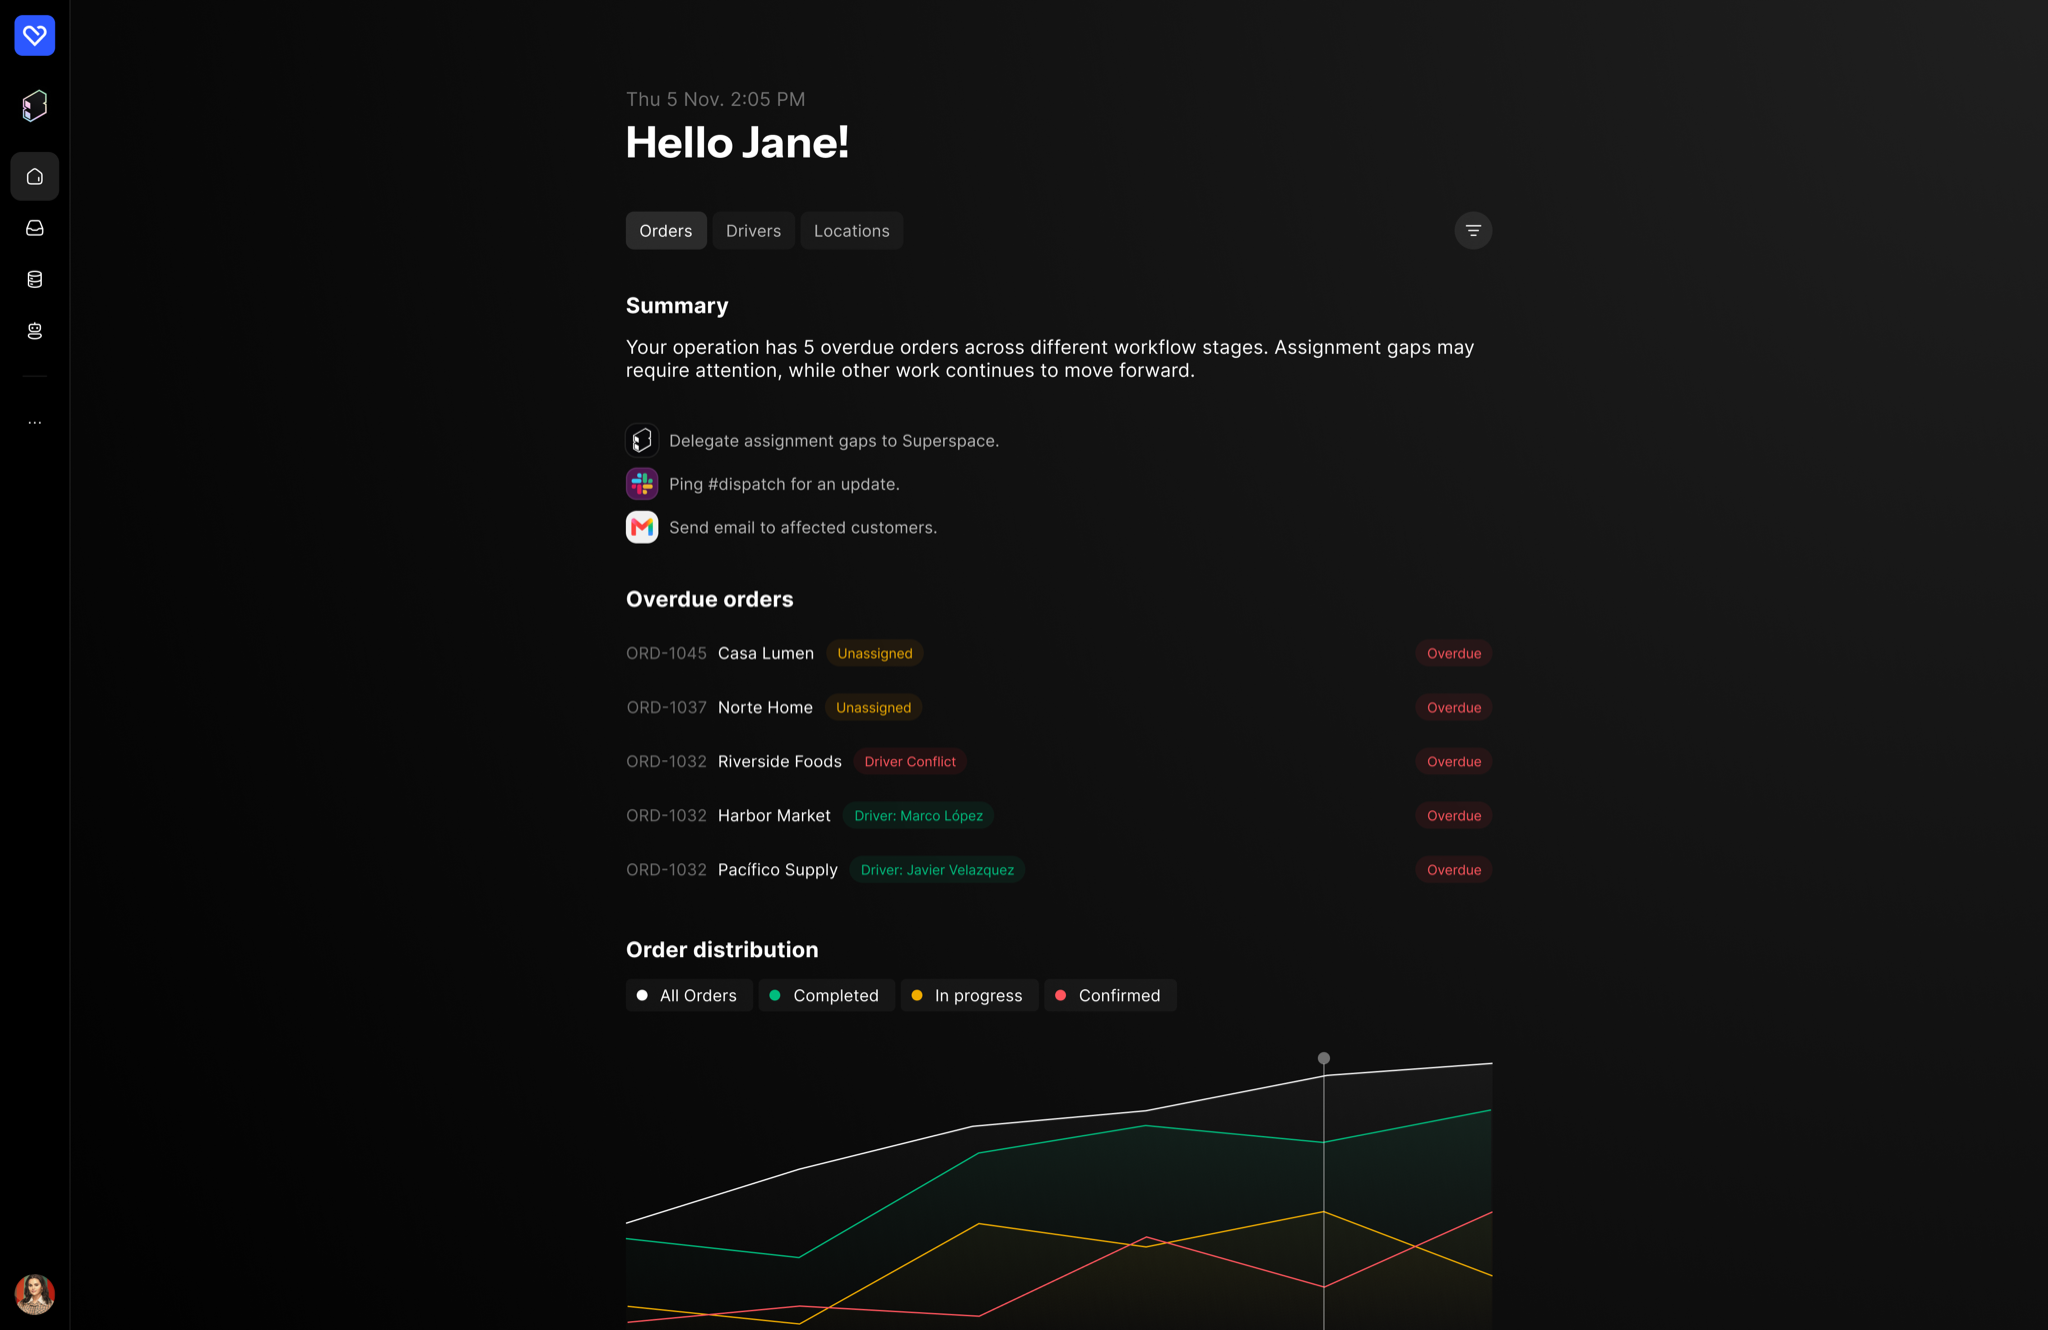 Thu 5 Nov. 2:05 PM
Hello Jane!
Orders
Drivers
Locations
Summary
Your operation has 5 overdue orders across different workflow stages. Assignment gaps may
require attention, while other work continues to move forward.
Delegate assignment gaps to Superspace.
Ping #dispatch for an update.
Send email to affected customers.
Overdue orders
ORD-1045 Casa Lumen Unassigned Overdue
ORD-1037 Norte Home Unassigned Overdue
ORD-1032 Riverside Foods Driver Conflict Overdue
ORD-1032 Harbor Market Driver: Marco López Overdue
ORD-1032 Pacífico Supply Driver: Javier Velazquez Overdue
Order distribution
All Orders
Completed
In progress
Confirmed